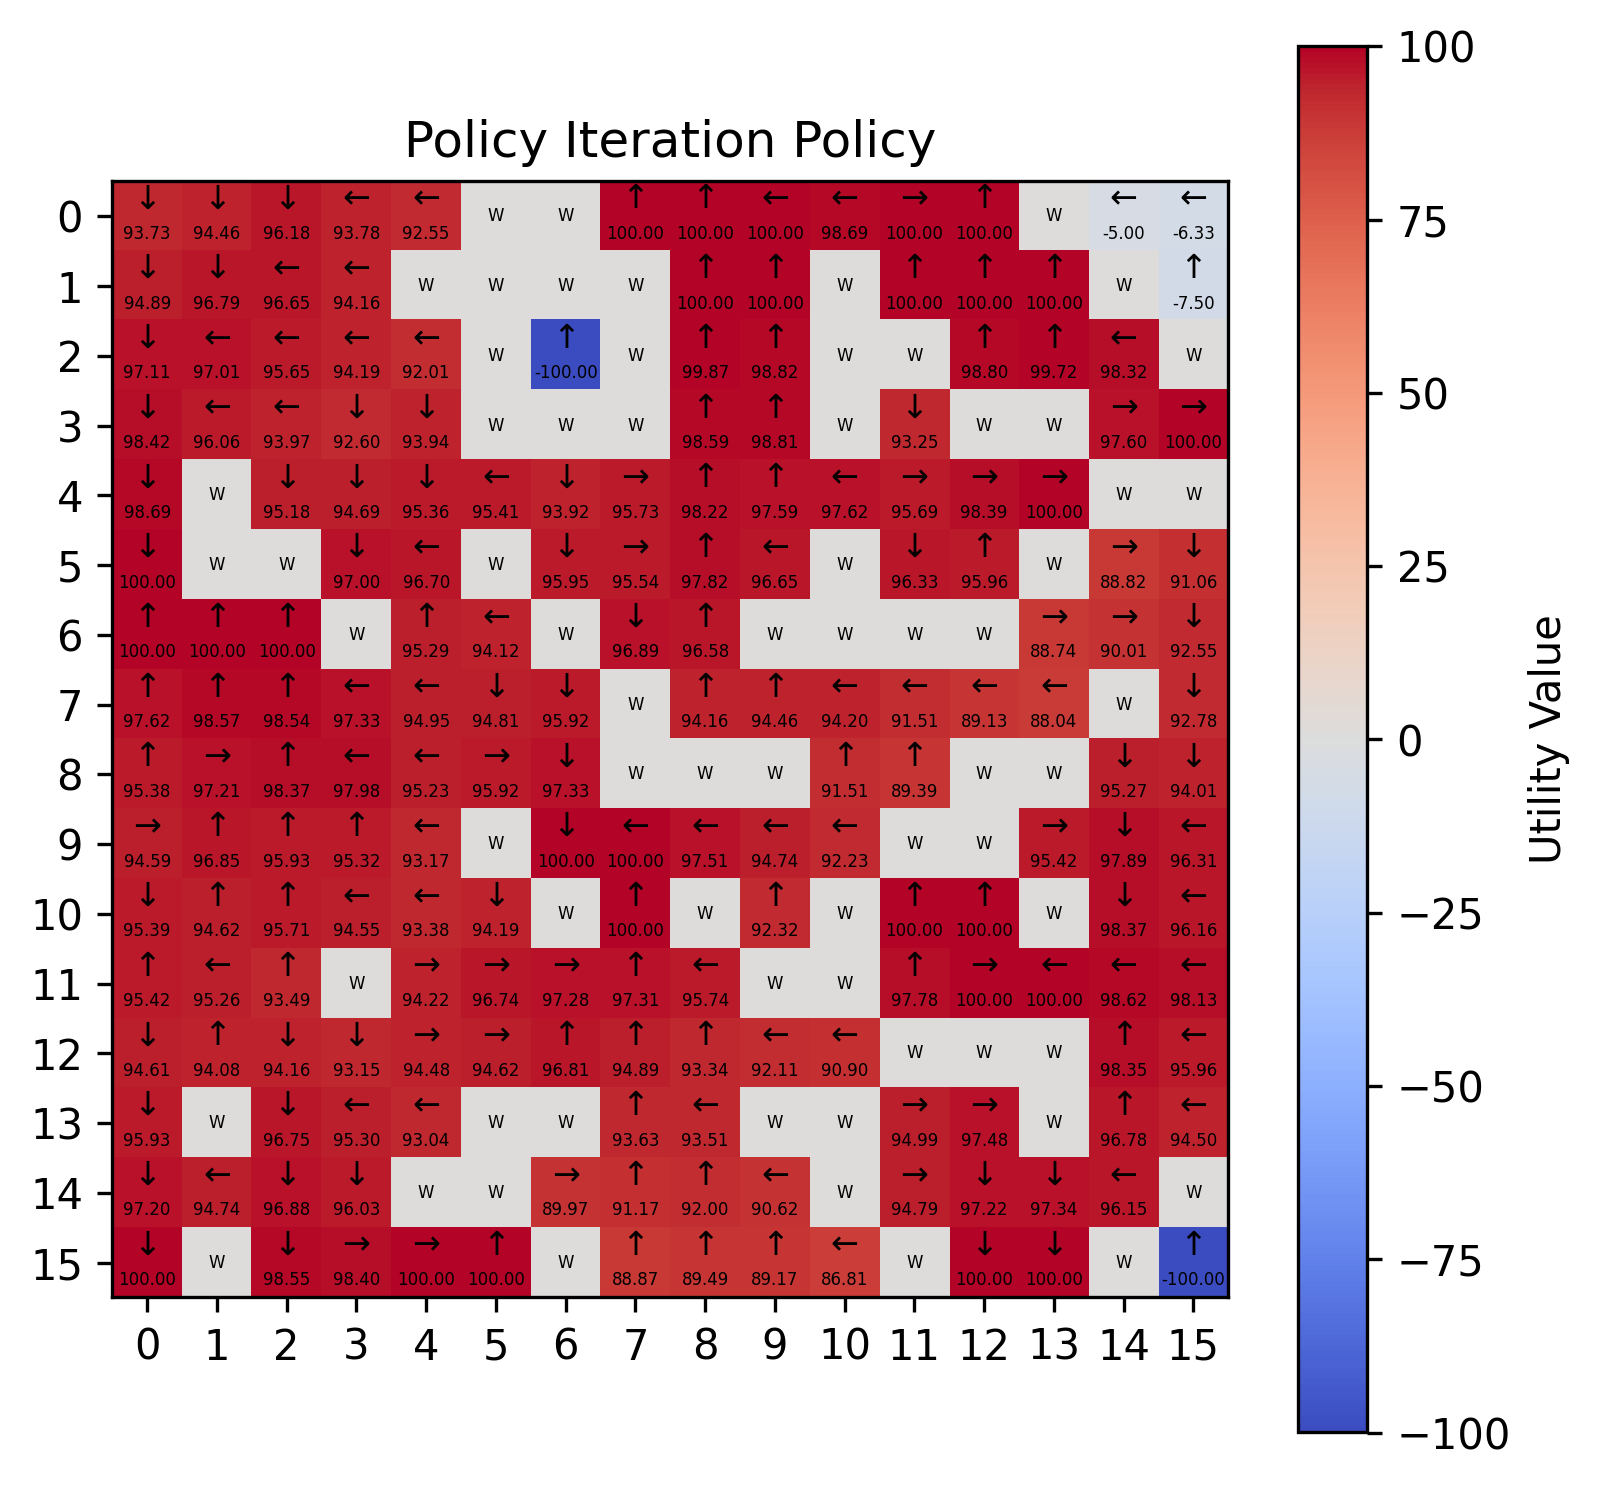 Policy Iteration Policy
0 ↓ ↓ ↓ ← ← W W ↑ ↑ ← ← → ↑ W ← ←
93.73 94.46 96.18 93.78 92.55 100.00 100.00 100.00 98.69 100.00 100.00 -5.00 -6.33
1 ↓ ↓ ← ← W W W W ↑ ↑ W ↑ ↑ ↑ W ↑
94.89 96.79 96.65 94.16 100.00 100.00 100.00 100.00 100.00 -7.50
2 ↓ ← ← ← ← W ↑ W ↑ ↑ W W ↑ ↑ ← W
97.11 97.01 95.65 94.19 92.01 -100.00 99.87 98.82 98.80 99.72 98.32
3 ↓ ← ← ↓ ↓ W W W ↑ ↑ W ↓ W W → →
98.42 96.06 93.97 92.60 93.94 98.59 98.81 93.25 97.60 100.00
4 ↓ W ↓ ↓ ↓ ← ↓ → ↑ ↑ ← → → → W W
98.69 95.18 94.69 95.36 95.41 93.92 95.73 98.22 97.59 97.62 95.69 98.39 100.00
5 ↓ W W ↓ ← W ↓ → ↑ ← W ↓ ↑ W → ↓
100.00 97.00 96.70 95.95 95.54 97.82 96.65 96.33 95.96 88.82 91.06
6 ↑ ↑ ↑ W ↑ ← W ↓ ↑ W W W W → → ↓
100.00 100.00 100.00 95.29 94.12 96.89 96.58 88.74 90.01 92.55
7 ↑ ↑ ↑ ← ← ↓ ↓ W ↑ ↑ ← ← ← ← W ↓
97.62 98.57 98.54 97.33 94.95 94.81 95.92 94.16 94.46 94.20 91.51 89.13 88.04 92.78
8 ↑ → ↑ ← ← → ↓ W W W ↑ ↑ W W ↓ ↓
95.38 97.21 98.37 97.98 95.23 95.92 97.33 91.51 89.39 95.27 94.01
9 → ↑ ↑ ↑ ← W ↓ ← ← ← ← W W → ↓ ←
94.59 96.85 95.93 95.32 93.17 100.00 100.00 97.51 94.74 92.23 95.42 97.89 96.31
10 ↓ ↑ ↑ ← ← ↓ W ↑ W ↑ W ↑ ↑ W ↓ ←
95.39 94.62 95.71 94.55 93.38 94.19 100.00 92.32 100.00 100.00 98.37 96.16
11 ↑ ← ↑ W → → → ↑ ← W W ↑ → ← ← ←
95.42 95.26 93.49 94.22 96.74 97.28 97.31 95.74 97.78 100.00 100.00 98.62 98.13
12 ↓ ↑ ↓ ↓ → → ↑ ↑ ↑ ← ← W W W ↑ ←
94.61 94.08 94.16 93.15 94.48 94.62 96.81 94.89 93.34 92.11 90.90 98.35 95.96
13 ↓ W ↓ ← ← W W ↑ ← W W → → W ↑ ←
95.93 96.75 95.30 93.04 93.63 93.51 94.99 97.48 96.78 94.50
14 ↓ ← ↓ ↓ W W → ↑ ↑ ← W → ↓ ↓ ← W
97.20 94.74 96.88 96.03 89.97 91.17 92.00 90.62 94.79 97.22 97.34 96.15
15 ↓ W ↓ → → ↑ W ↑ ↑ ↑ ← W ↓ ↓ W ↑
100.00 98.55 98.40 100.00 100.00 88.87 89.49 89.17 86.81 100.00 100.00 -100.00
0 1 2 3 4 5 6 7 8 9 10 11 12 13 14 15
100
75
50
25
0
−25
−50
−75
−100
Utility Value